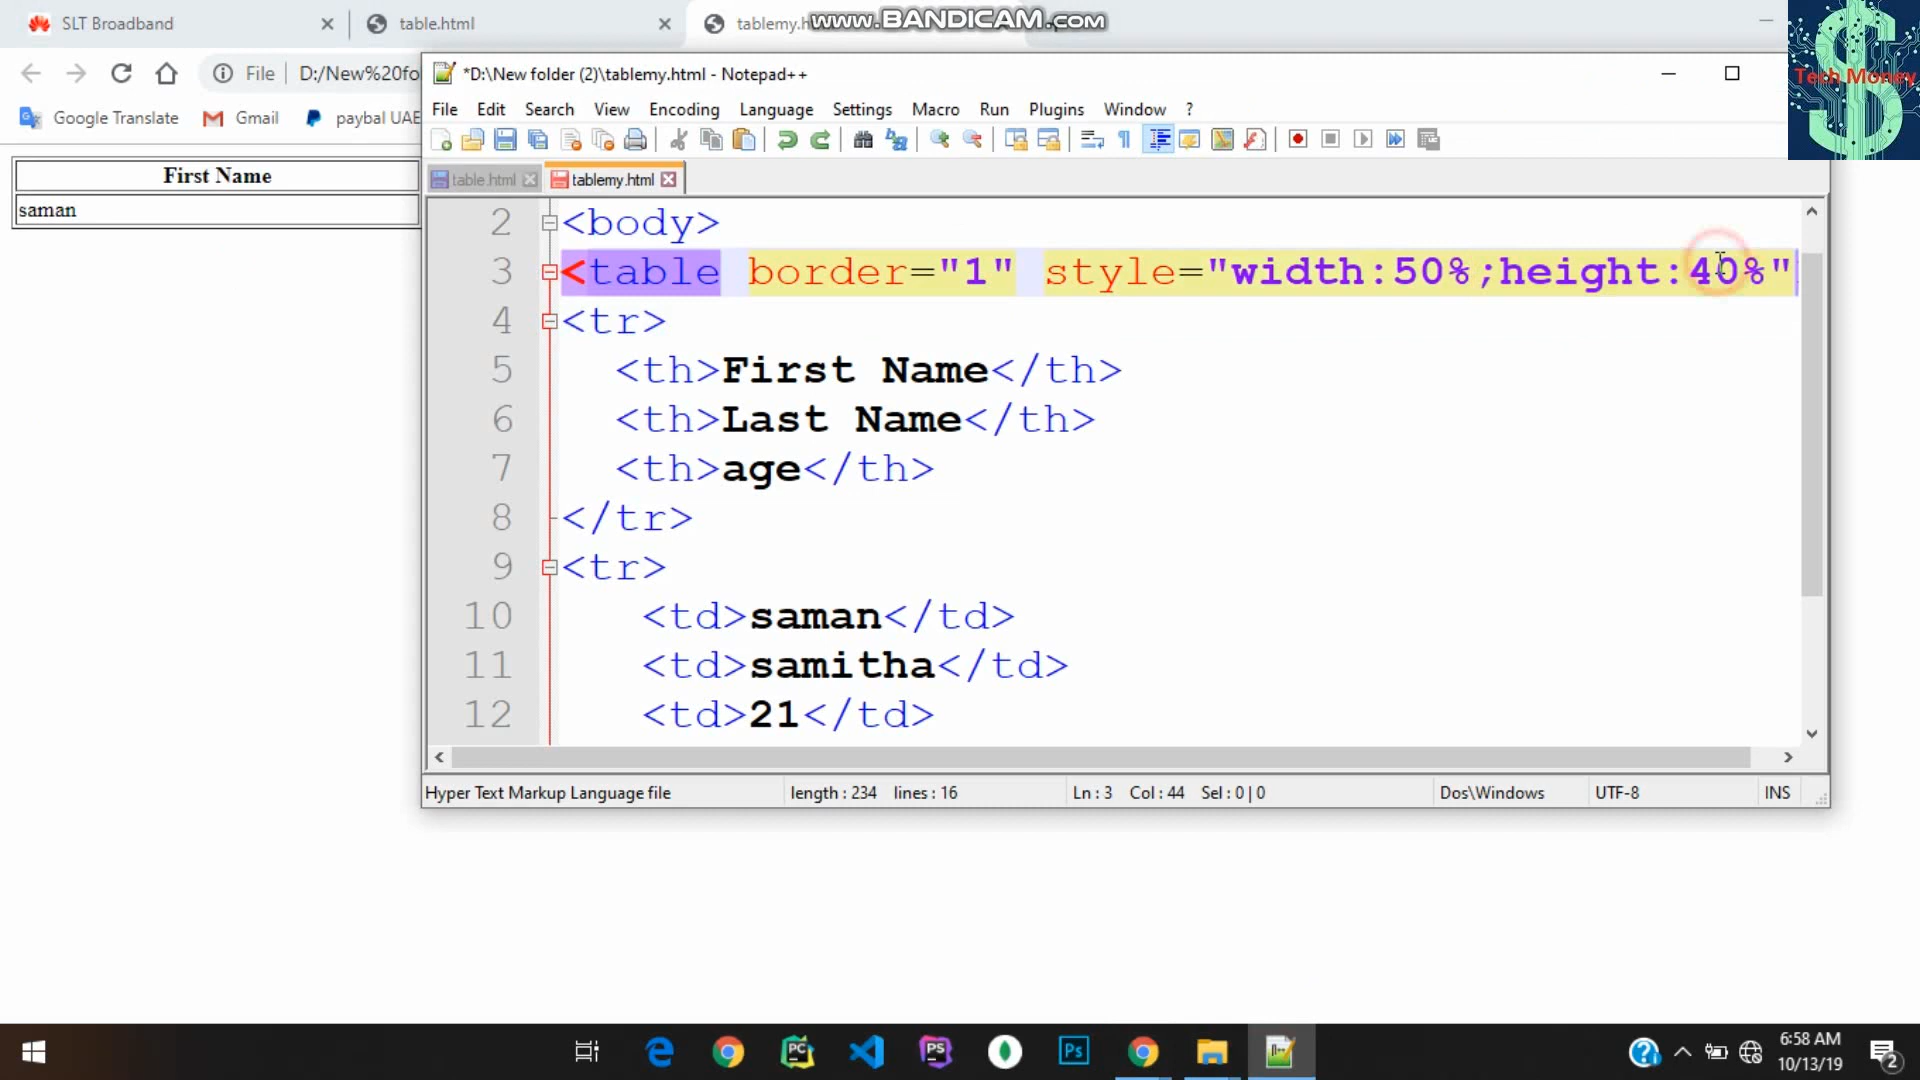 SLT Broadband
table.html
tablemy.h
www.BANDICAM.com
Tech Money
File
D:/New%20fo
*D:\New folder (2)\tablemy.html - Notepad++
File Edit Search View Encoding Language Settings Macro Run Plugins Window ?
Google Translate
Gmail
paybal UAE
table.html
tablemy.html
First Name
saman
2 <body>
3 <table border="1" style="width:50%;height:40%"
4 <tr>
5 <th>First Name</th>
6 <th>Last Name</th>
7 <th>age</th>
8 </tr>
9 <tr>
10 <td>saman</td>
11 <td>samitha</td>
12 <td>21</td>
Hyper Text Markup Language file
length : 234 lines : 16
Ln : 3 Col : 44 Sel : 0 | 0
Dos\Windows
UTF-8
INS
PC
PS
Ps
6:58 AM
10/13/19
2